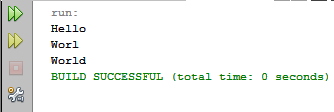 run:
Hello
Worl
World
BUILD SUCCESSFUL (total time: 0 seconds)